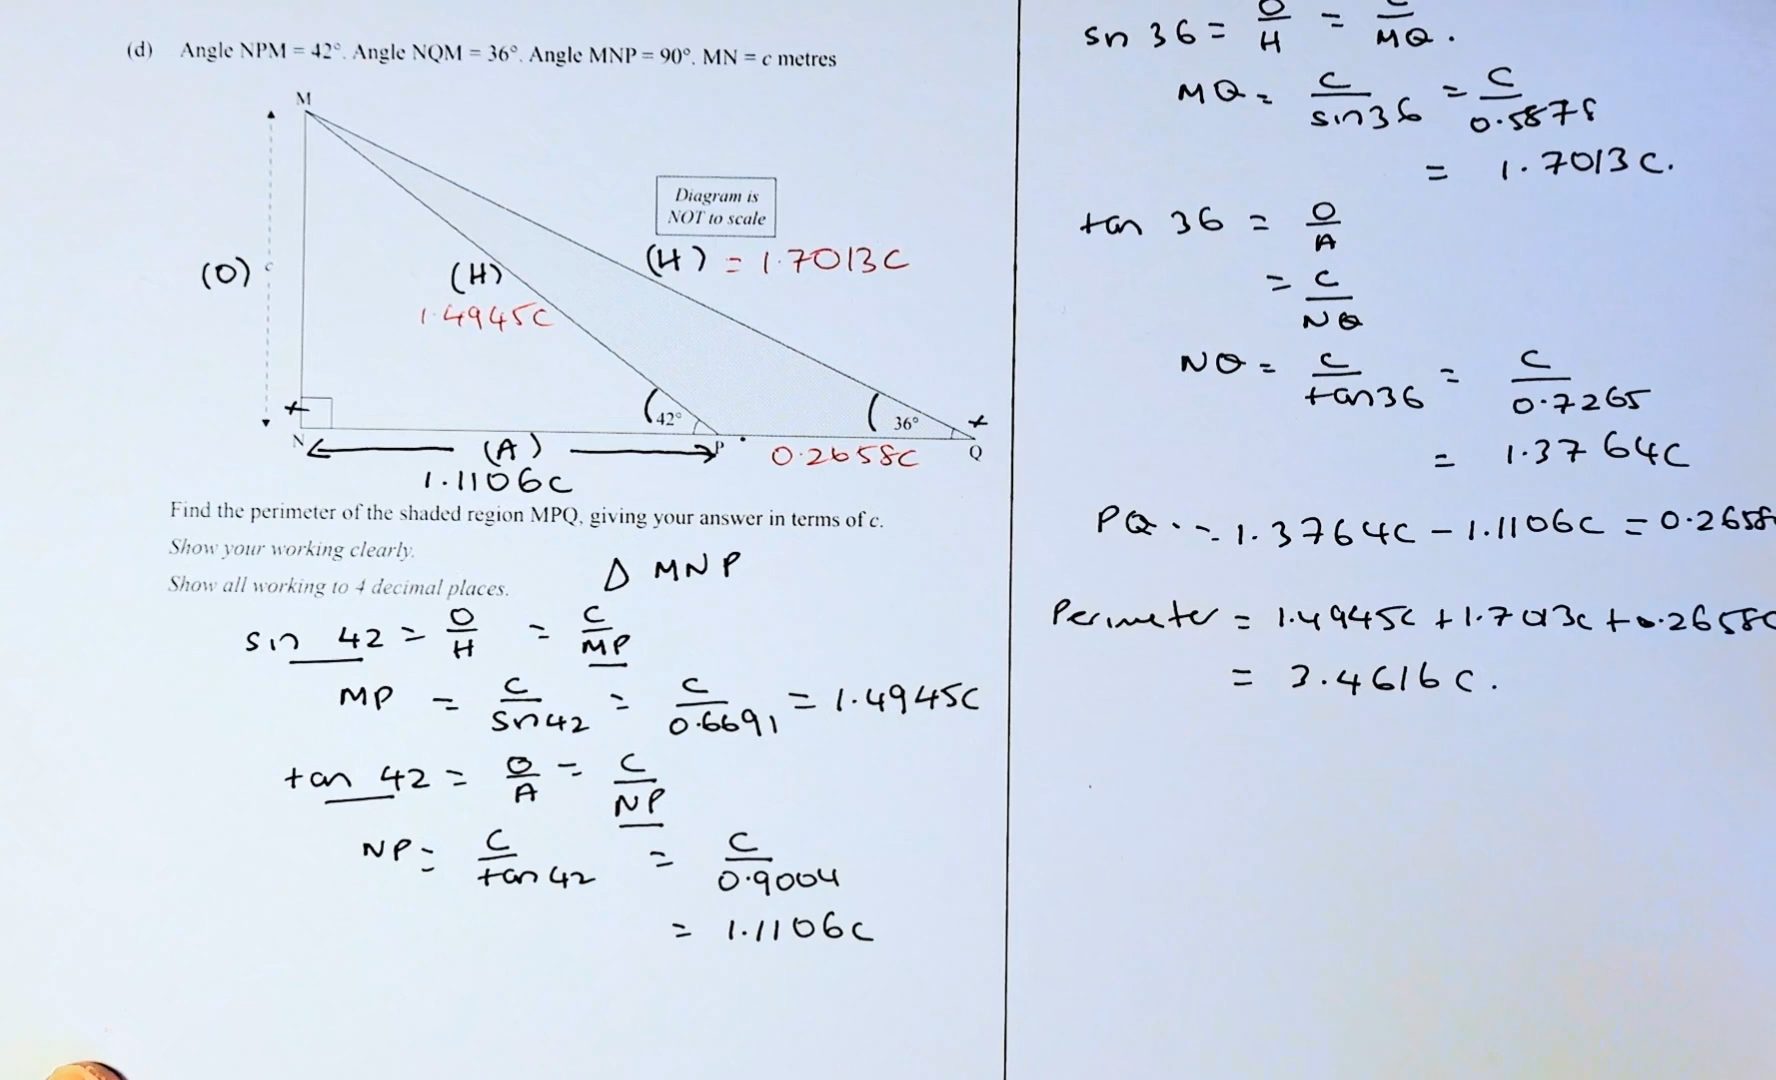 (d) Angle NPM = 42°. Angle NQM = 36°. Angle MNP = 90°. MN = c metres
M
Diagram is
NOT to scale
(O)
c
(H)
1.4945c
(H) = 1.7013c
42°
36°
N
(A)
P
Q
1.1106c
0.2658c
Find the perimeter of the shaded region MPQ, giving your answer in terms of c.
Show your working clearly.
Show all working to 4 decimal places.
Δ MNP
sin 42 = O/H = c/MP
MP = c/sin42 = c/0.6691 = 1.4945c
tan 42 = O/A = c/NP
NP = c/tan42 = c/0.9004
= 1.1106c
sin 36 = O/H = c/MQ.
MQ = c/sin36 = c/0.5878
= 1.7013c.
tan 36 = O/A
= c/NQ
NQ = c/tan36 = c/0.7265
= 1.3764c
PQ = 1.3764c - 1.1106c = 0.2658
Perimeter = 1.4945c + 1.7013c + 0.2658c
= 3.4616c.